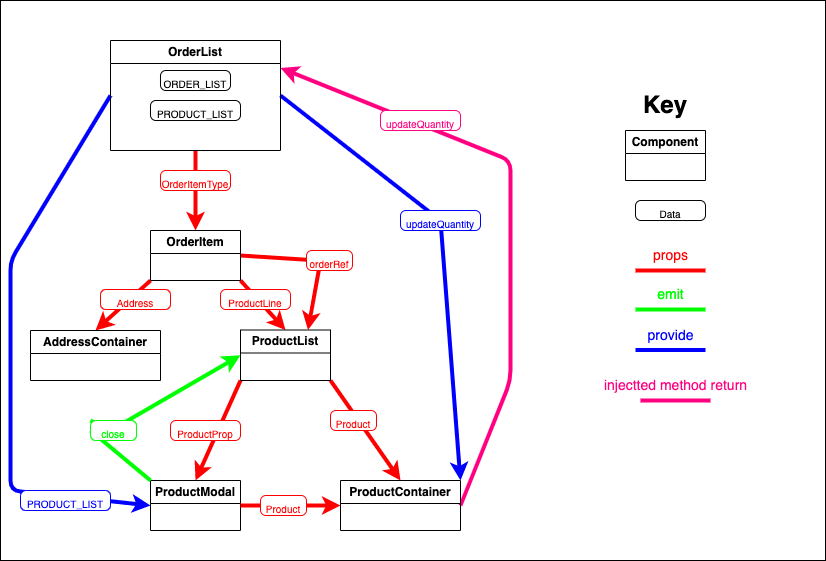 OrderList
ORDER_LIST
PRODUCT_LIST
updateQuantity
OrderItemType
updateQuantity
OrderItem
orderRef
Address
ProductLine
AddressContainer
ProductList
close
ProductProp
Product
ProductModal
ProductContainer
PRODUCT_LIST
Product
Key
Component
Data
props
emit
provide
injectted method return